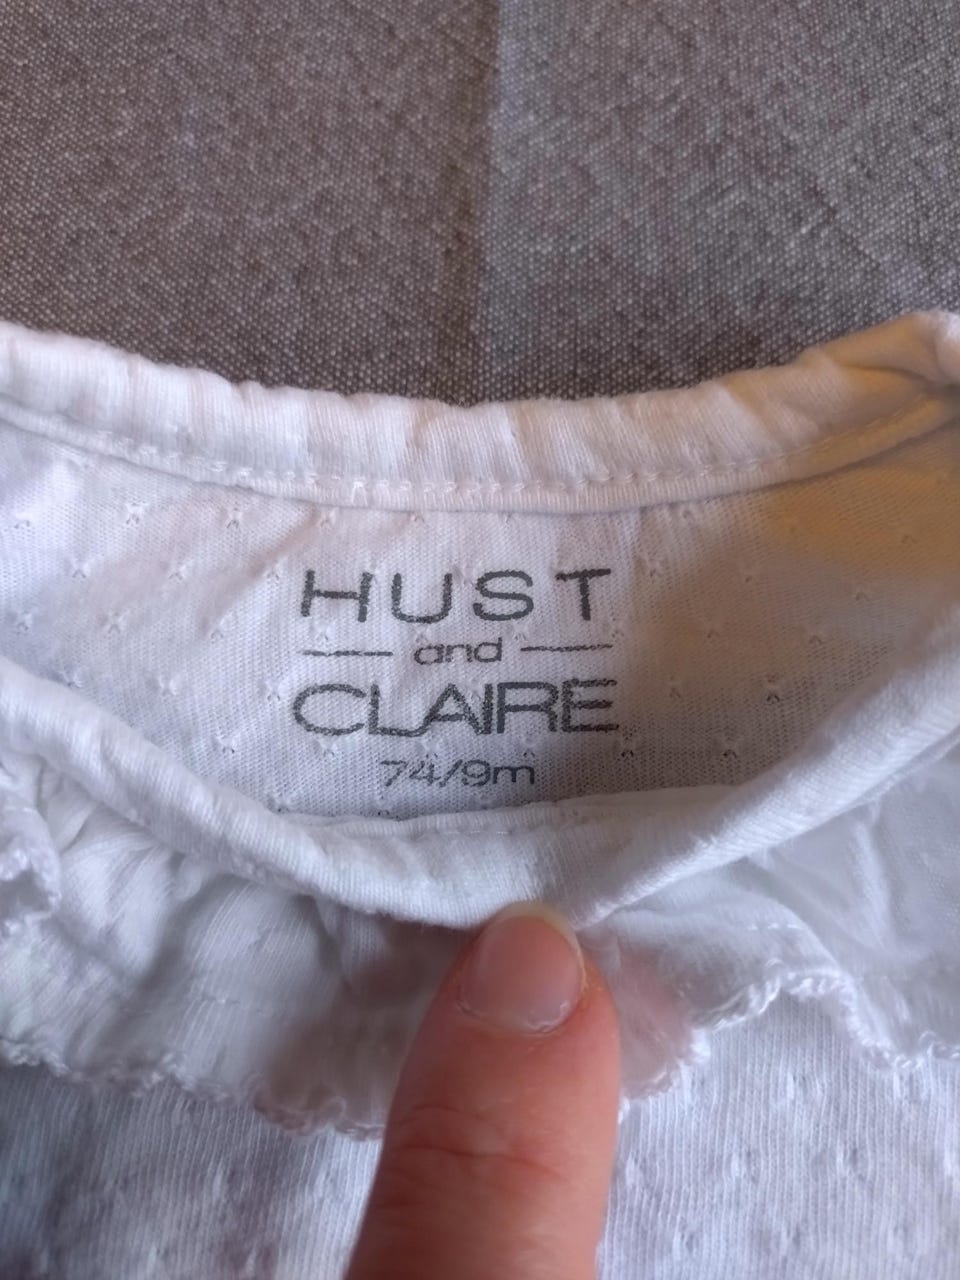 HUST
and
CLAIRE
74/9m